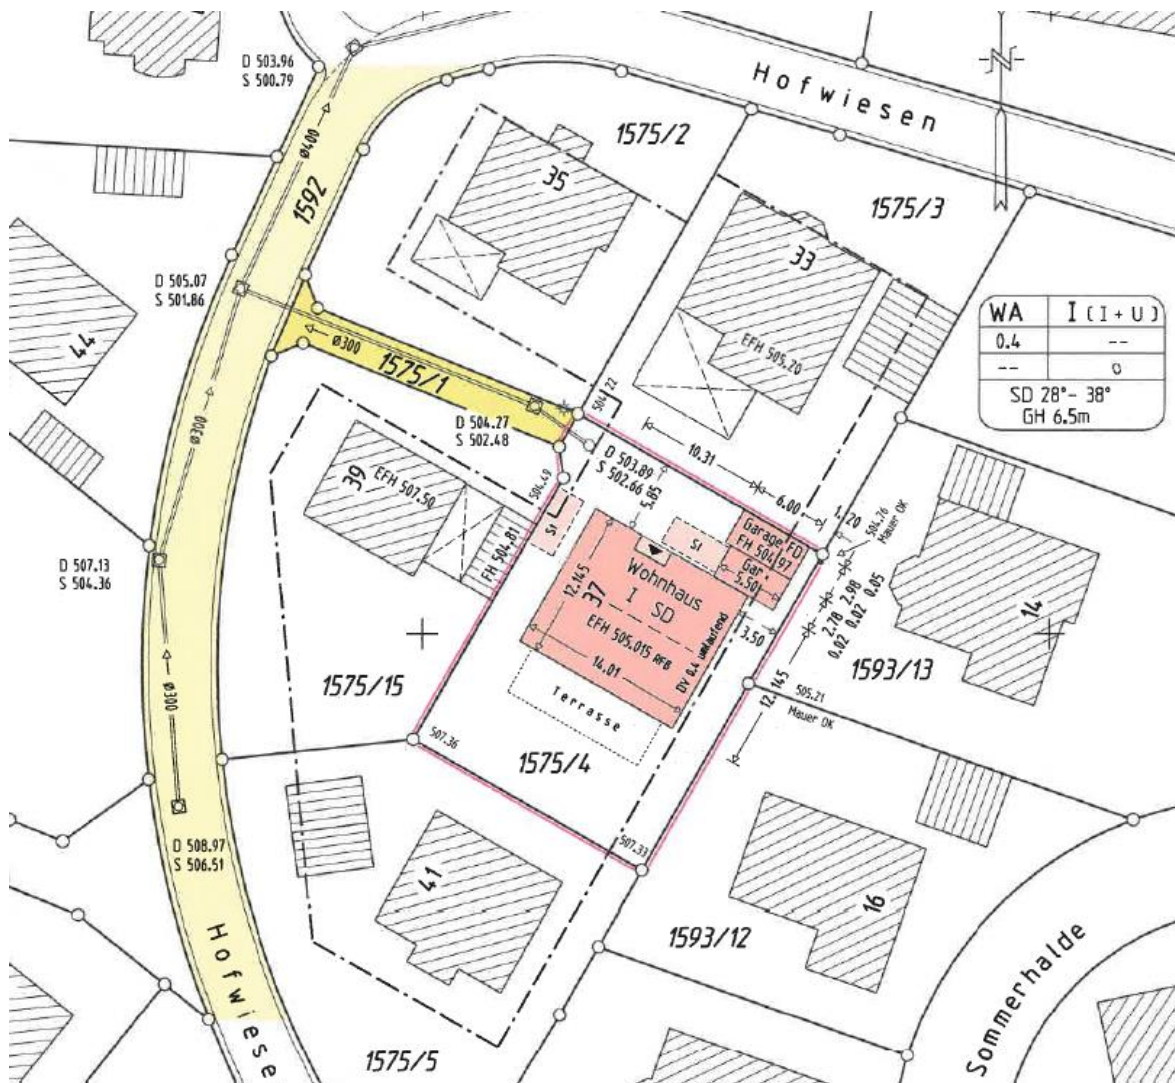 D 503.96
S 500.79
Hofwiesen
N
Ø400
1592
1575/2
35
1575/3
33
D 505.07
S 501.86
WA I (I+U)
0.4 --
-- o
SD 28°- 38°
GH 6.5m
44
Ø300
1575/1
EFH 505.20
504.22
D 504.27
S 502.48
10.31
D 503.89
S 502.66
5.85
6.00
Ø300
39
EFH 507.50
504.49
1.20
504.76
Mauer OK
SI
Garage FD
FH 504.97
SI
Gar.
5.50
FH 504.81
D 507.13
S 504.36
Wohnhaus
I SD
37
12.145
EFH 505.015 RFB
14.01
DV 0.4 umlaufend
3.50
2.78 2.98
0.02 0.02 0.05
14
1593/13
Ø300
1575/15
Terrasse
12.145
505.21
Mauer OK
507.36
1575/4
D 508.97
S 506.51
507.33
41
16
1593/12
Hofwiese
Sommerhalde
1575/5